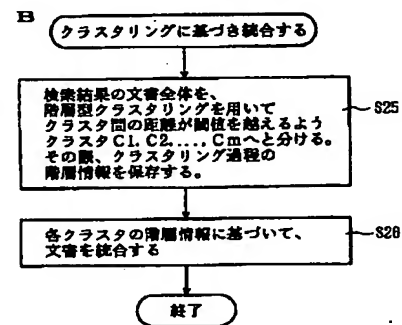 B
クラスタリングに基づき統合する
検索結果の文書全体を、
階層型クラスタリングを用いて
クラスタ間の距離が閾値を越えるよう
クラスタC1. C2. ..., Cmへと分ける。
その際、クラスタリング過程の
階層情報を保存する。
S25
各クラスタの階層情報に基づいて、
文書を統合する
S26
終了